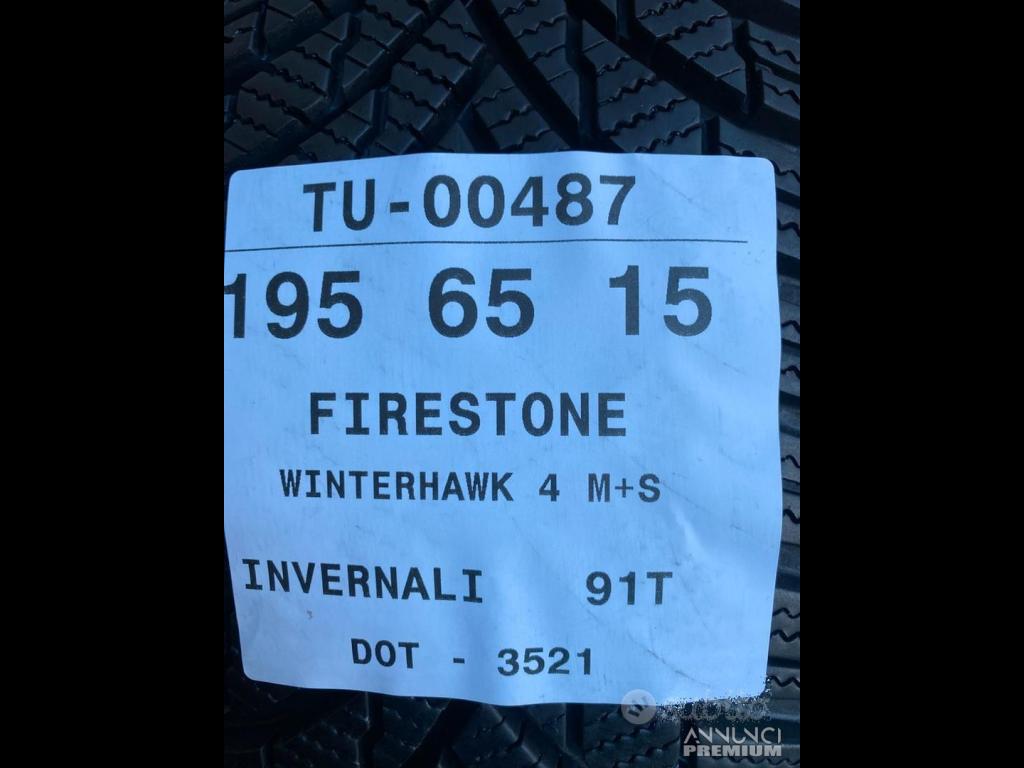 TU-00487
195 65 15
FIRESTONE
WINTERHAWK 4 M+S
INVERNALI 91T
DOT - 3521
ANNUNCI
PREMIUM